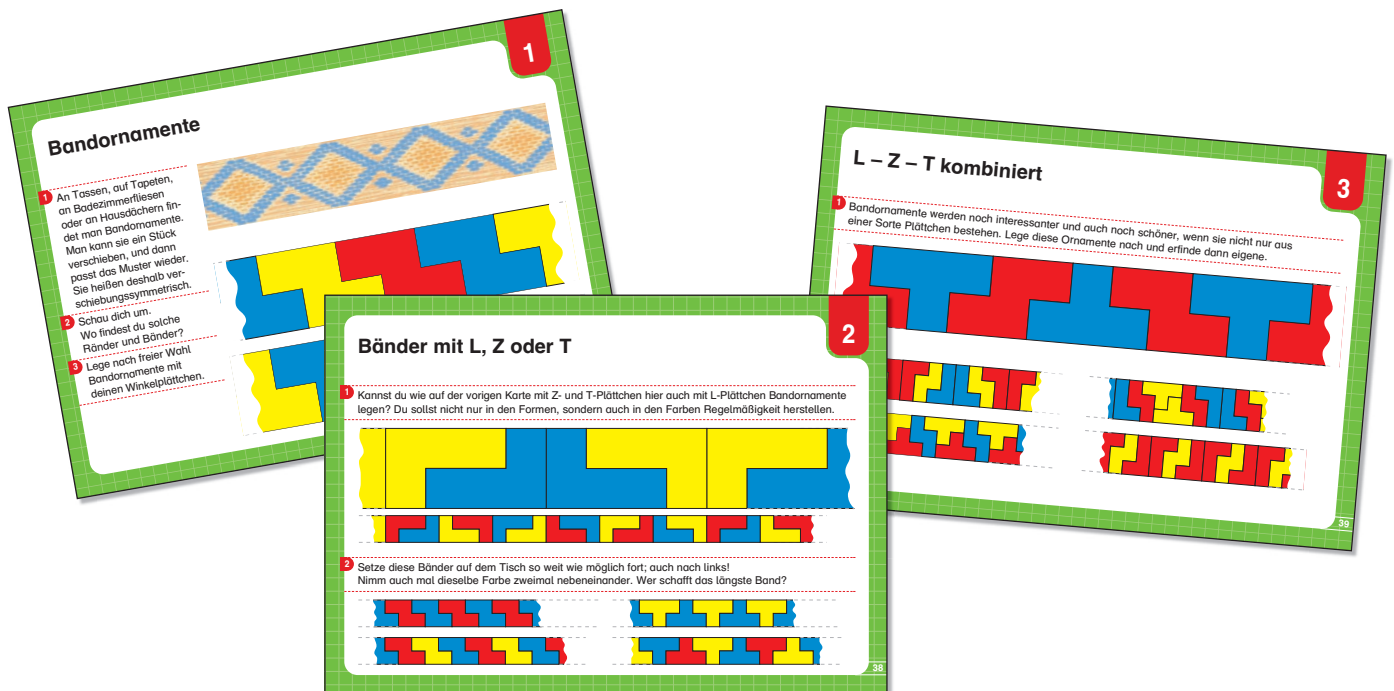 1
Bandornamente
1 An Tassen, auf Tapeten,
an Badezimmerfliesen
oder an Hausdächern fin-
det man Bandornamente.
Man kann sie ein Stück
verschieben, und dann
passt das Muster wieder.
Sie heißen deshalb ver-
schiebungssymmetrisch.
2 Schau dich um.
Wo findest du solche
Ränder und Bänder?
3 Lege nach freier Wahl
Bandornamente mit
deinen Winkelplättchen.
2
Bänder mit L, Z oder T
1 Kannst du wie auf der vorigen Karte mit Z- und T-Plättchen hier auch mit L-Plättchen Bandornamente
legen? Du sollst nicht nur in den Formen, sondern auch in den Farben Regelmäßigkeit herstellen.
2 Setze diese Bänder auf dem Tisch so weit wie möglich fort; auch nach links!
Nimm auch mal dieselbe Farbe zweimal nebeneinander. Wer schafft das längste Band?
38
3
L – Z – T kombiniert
1 Bandornamente werden noch interessanter und auch noch schöner, wenn sie nicht nur aus
einer Sorte Plättchen bestehen. Lege diese Ornamente nach und erfinde dann eigene.
39